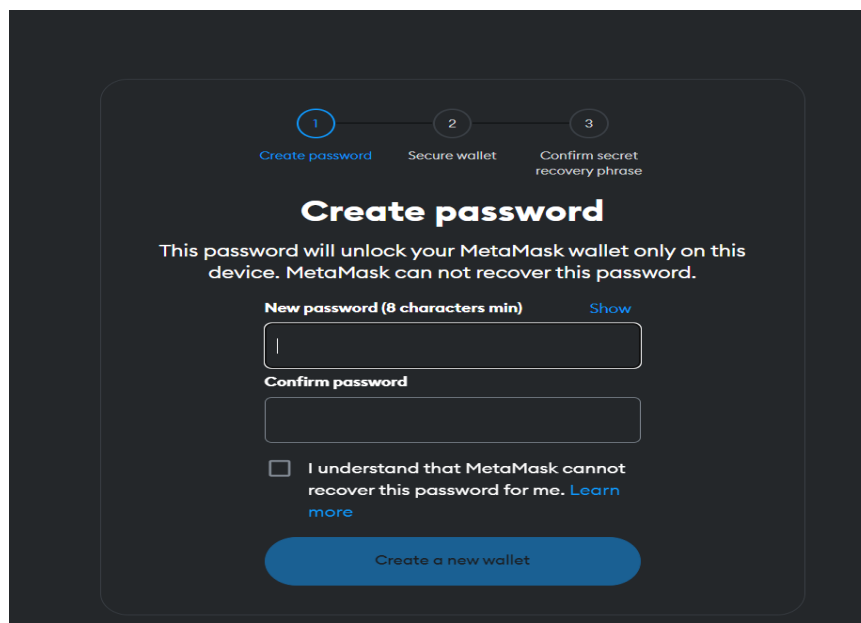 1 2 3
Create password Secure wallet Confirm secret
recovery phrase
Create password
This password will unlock your MetaMask wallet only on this
device. MetaMask can not recover this password.
New password (8 characters min) Show
Confirm password
I understand that MetaMask cannot
recover this password for me. Learn
more
Create a new wallet